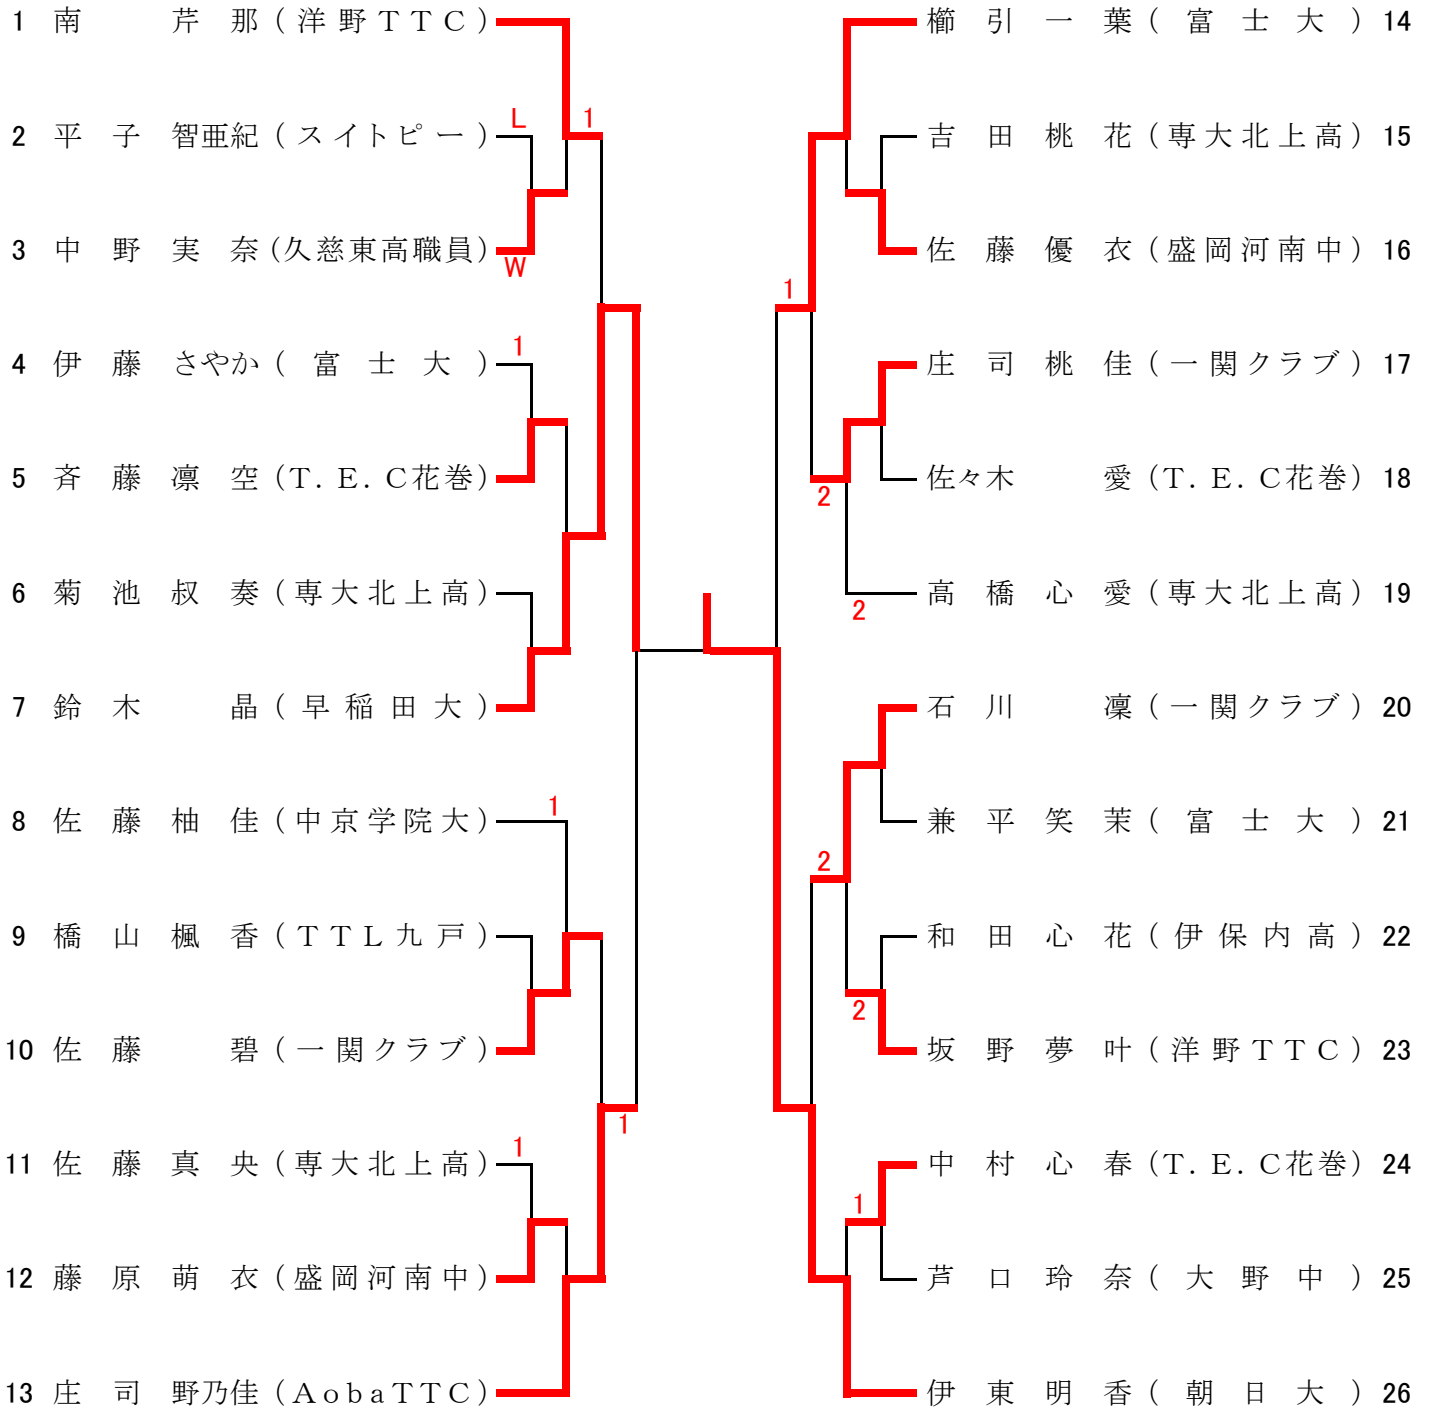 1 南 芹 那 (洋野TTC)
2 平 子 智亜紀 (スイトピー)
L
1
3 中 野 実 奈 (久慈東高職員)
W
4 伊 藤 さやか (富士大)
1
5 斉 藤 凛 空 (T.E.C花巻)
6 菊 池 叔 奏 (専大北上高)
7 鈴 木 晶 (早稲田大)
8 佐 藤 柚 佳 (中京学院大)
1
9 橋 山 楓 香 (TTL九戸)
10 佐 藤 碧 (一関クラブ)
1
11 佐 藤 真 央 (専大北上高)
1
12 藤 原 萌 衣 (盛岡河南中)
13 庄 司 野乃佳 (AobaTTC)
櫛 引 一 葉 (富士大) 14
吉 田 桃 花 (専大北上高) 15
佐 藤 優 衣 (盛岡河南中) 16
1
庄 司 桃 佳 (一関クラブ) 17
佐々木 愛 (T.E.C花巻) 18
2
高 橋 心 愛 (専大北上高) 19
2
石 川 凜 (一関クラブ) 20
兼 平 笑 茉 (富士大) 21
2
和 田 心 花 (伊保内高) 22
2
坂 野 夢 叶 (洋野TTC) 23
中 村 心 春 (T.E.C花巻) 24
1
芦 口 玲 奈 (大野中) 25
伊 東 明 香 (朝日大) 26